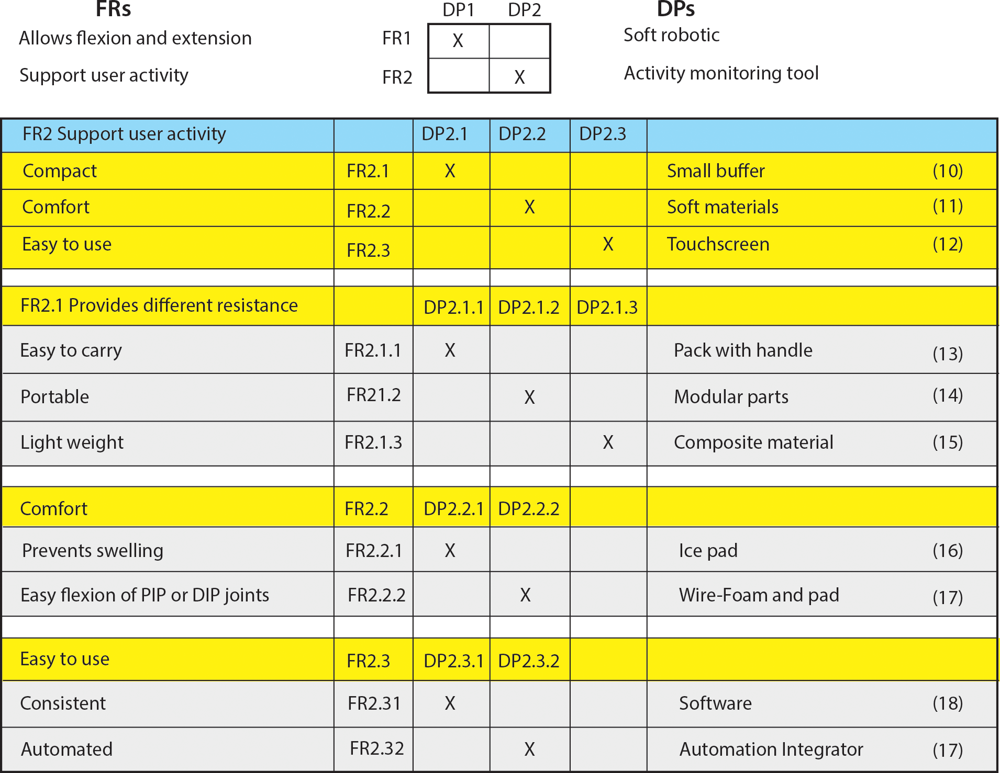 FRs DP1 DP2 DPs
Allows flexion and extension FR1 X Soft robotic
Support user activity FR2 X Activity monitoring tool
FR2 Support user activity DP2.1 DP2.2 DP2.3
Compact FR2.1 X Small buffer (10)
Comfort FR2.2 X Soft materials (11)
Easy to use FR2.3 X Touchscreen (12)
FR2.1 Provides different resistance DP2.1.1 DP2.1.2 DP2.1.3
Easy to carry FR2.1.1 X Pack with handle (13)
Portable FR21.2 X Modular parts (14)
Light weight FR2.1.3 X Composite material (15)
Comfort FR2.2 DP2.2.1 DP2.2.2
Prevents swelling FR2.2.1 X Ice pad (16)
Easy flexion of PIP or DIP joints FR2.2.2 X Wire-Foam and pad (17)
Easy to use FR2.3 DP2.3.1 DP2.3.2
Consistent FR2.31 X Software (18)
Automated FR2.32 X Automation Integrator (17)